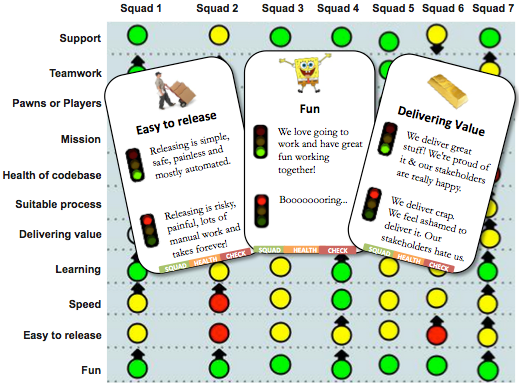 Squad 1 Squad 2 Squad 3 Squad 4 Squad 5 Squad 6 Squad 7
Support
Teamwork
Pawns or Players
Mission
Health of codebase
Suitable process
Delivering value
Learning
Speed
Easy to release
Fun
Easy to release
Releasing is simple,
safe, painless and
mostly automated.
Releasing is risky,
painful, lots of
manual work and
takes forever!
SQUAD HEALTH CHECK
Fun
We love going to
work and have great
fun working
together!
Boooooooring...
SQUAD HEALTH CHECK
Delivering Value
We deliver great
stuff! We're proud of
it & our stakeholders
are really happy.
We deliver crap.
We feel ashamed to
deliver it. Our
stakeholders hate us.
SQUAD HEALTH CHECK